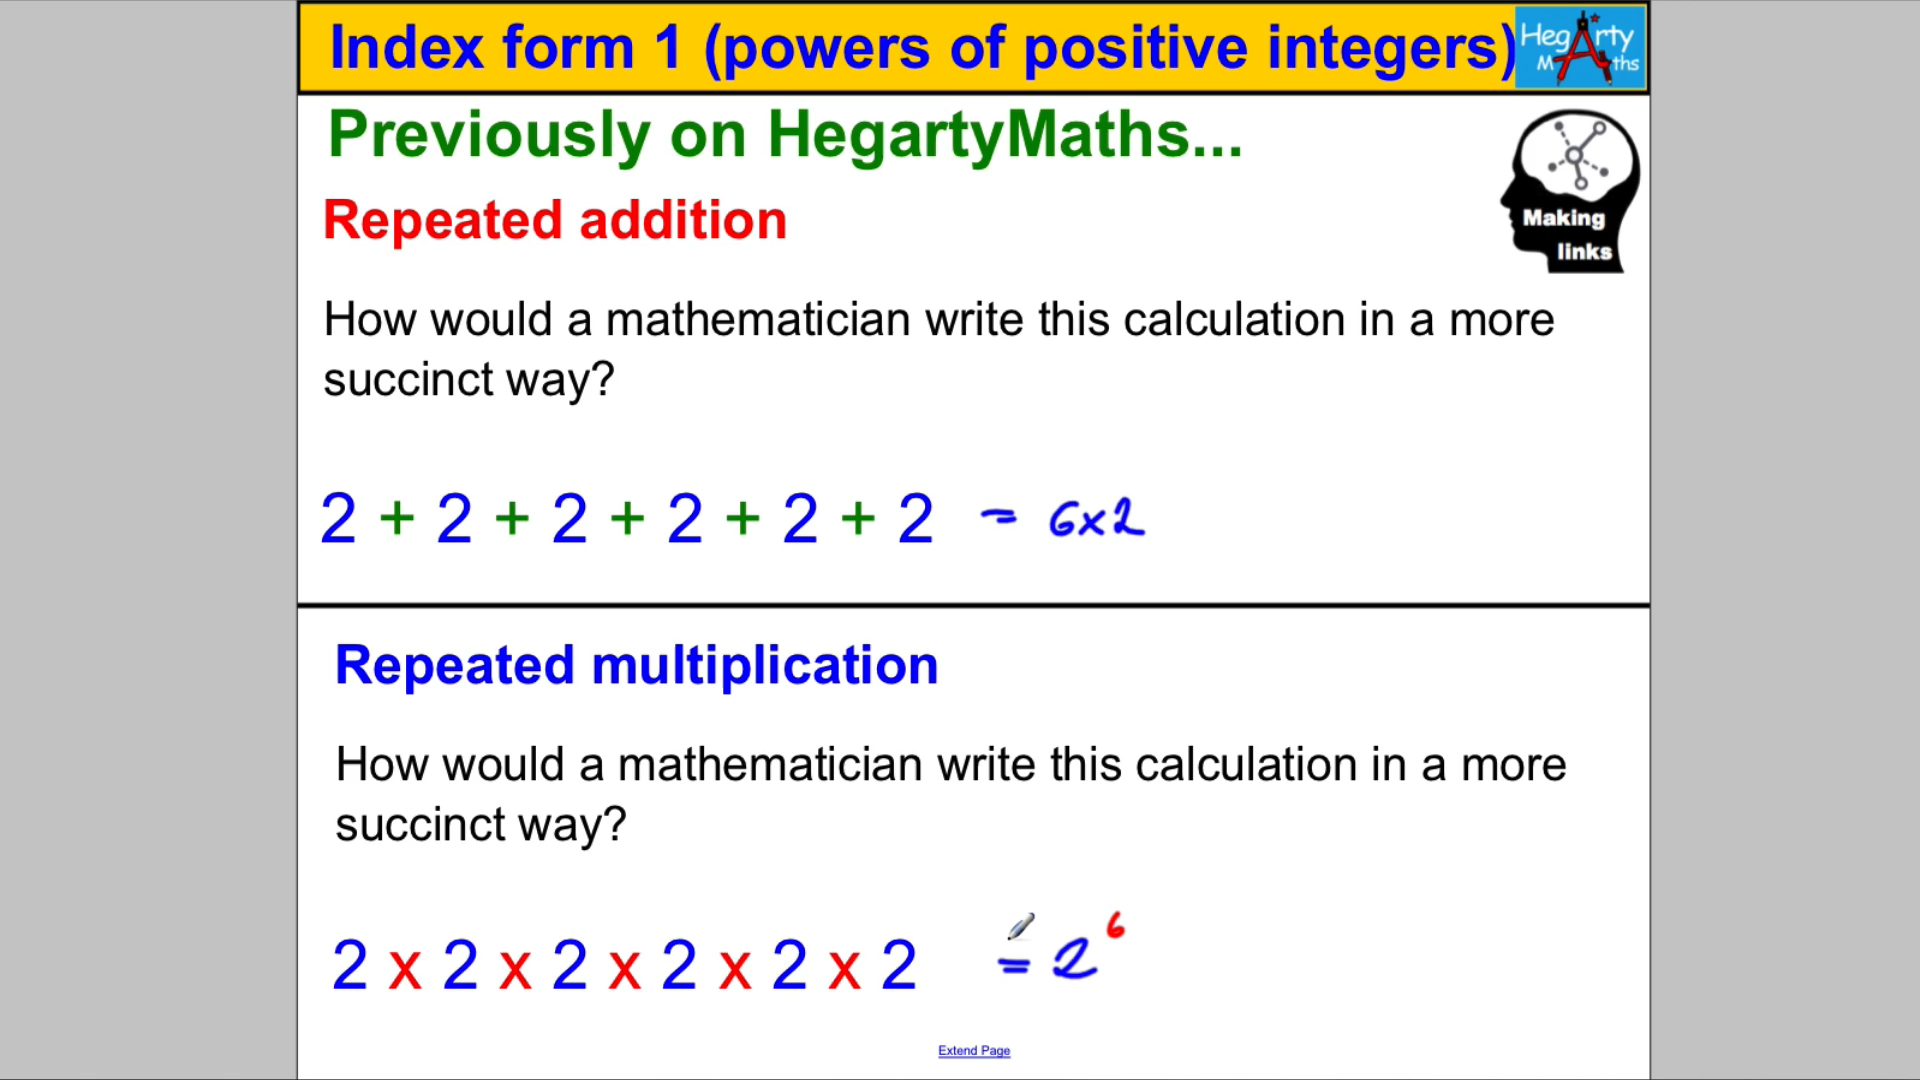 Index form 1 (powers of positive integers)
HegArty
Maths
Previously on HegartyMaths...
Making
links
Repeated addition
How would a mathematician write this calculation in a more
succinct way?
2 + 2 + 2 + 2 + 2 + 2 = 6x2
Repeated multiplication
How would a mathematician write this calculation in a more
succinct way?
2 x 2 x 2 x 2 x 2 x 2 = 2⁶
Extend Page